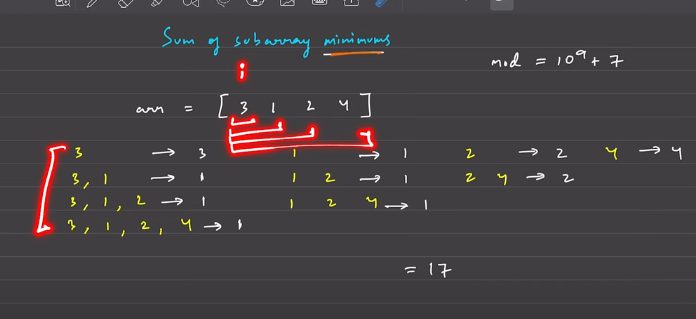 Sum of subarray minimums
mod = 10⁹ + 7
i
arr = [ 3 1 2 4 ]
3 → 3 1 → 1 2 → 2 4 → 4
3, 1 → 1 1 2 → 1 2 4 → 2
3, 1, 2 → 1 1 2 4 → 1
3, 1, 2, 4 → 1
= 17